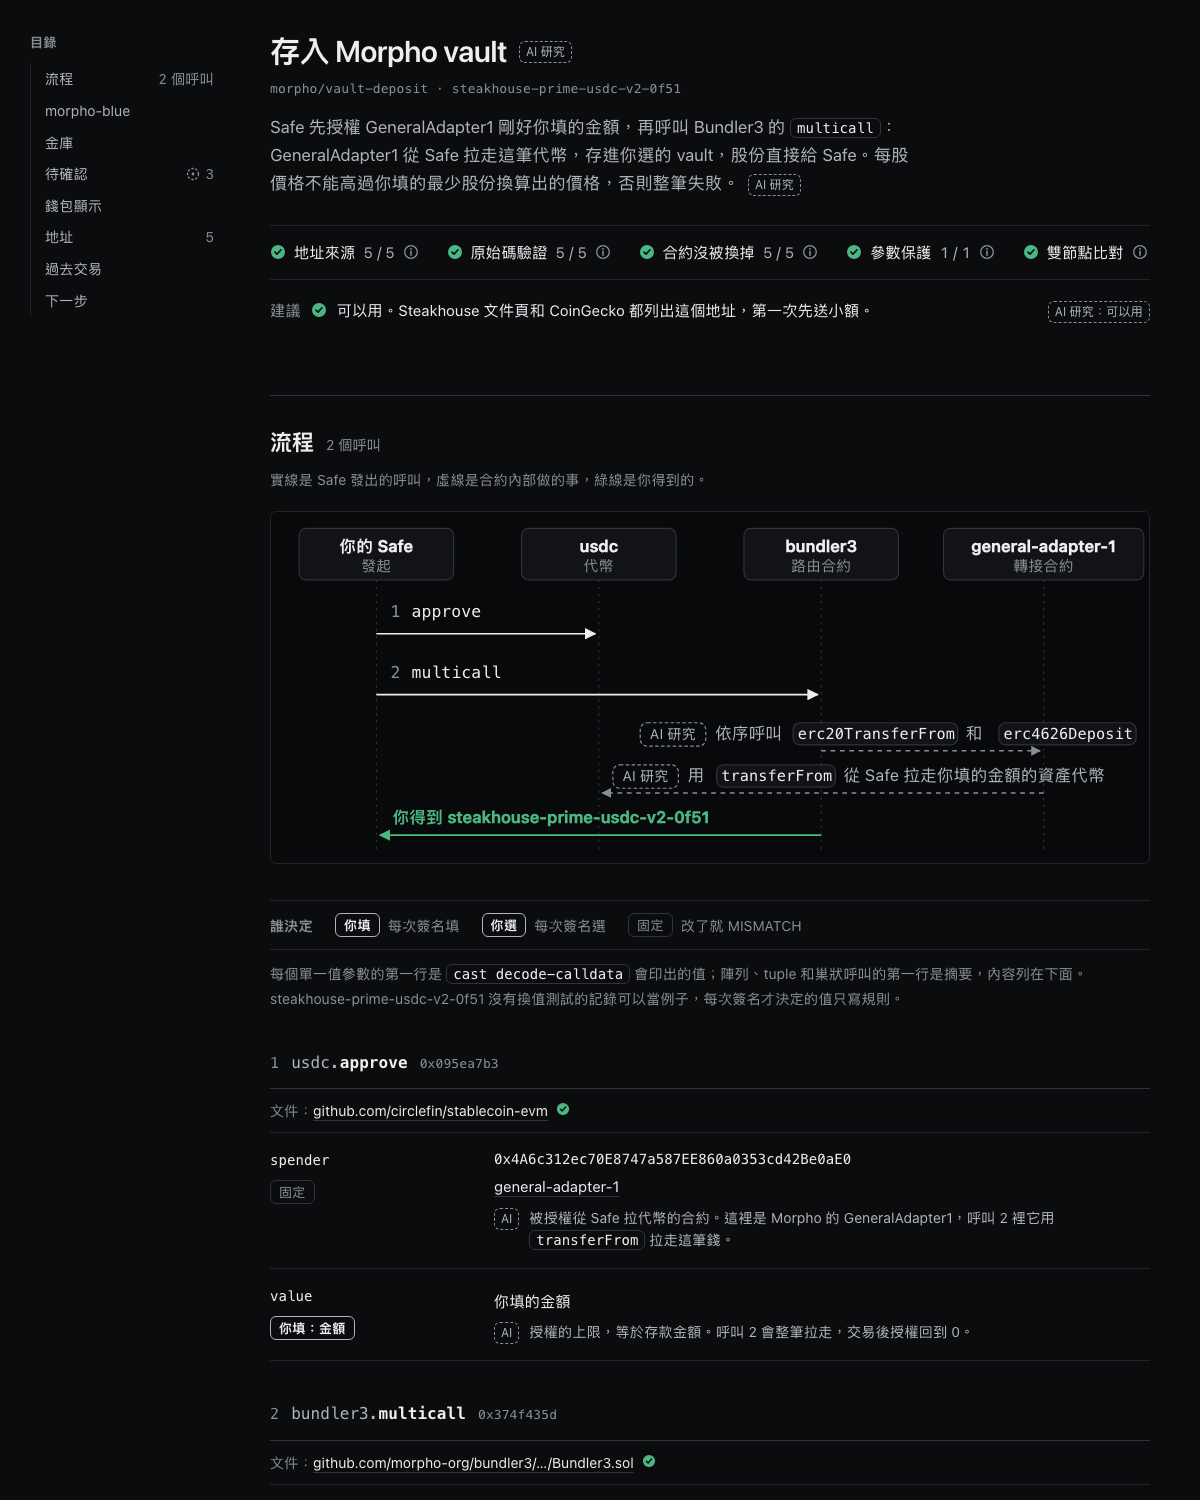 目錄
流程 2 個呼叫
morpho-blue
金庫
待確認 3
錢包顯示
地址 5
過去交易
下一步
存入 Morpho vault AI 研究
morpho/vault-deposit · steakhouse-prime-usdc-v2-0f51
Safe 先授權 GeneralAdapter1 剛好你填的金額，再呼叫 Bundler3 的 multicall：
GeneralAdapter1 從 Safe 拉走這筆代幣，存進你選的 vault，股份直接給 Safe。每股
價格不能高過你填的最少股份換算出的價格，否則整筆失敗。 AI 研究
地址來源 5 / 5 原始碼驗證 5 / 5 合約沒被換掉 5 / 5 參數保護 1 / 1 雙節點比對
建議 可以用。Steakhouse 文件頁和 CoinGecko 都列出這個地址，第一次先送小額。 AI 研究：可以用
流程 2 個呼叫
實線是 Safe 發出的呼叫，虛線是合約內部做的事，綠線是你得到的。
你的 Safe usdc bundler3 general-adapter-1
發起 代幣 路由合約 轉接合約
1 approve
2 multicall
AI 研究 依序呼叫 erc20TransferFrom 和 erc4626Deposit
AI 研究 用 transferFrom 從 Safe 拉走你填的金額的資產代幣
你得到 steakhouse-prime-usdc-v2-0f51
誰決定 你填 每次簽名填 你選 每次簽名選 固定 改了就 MISMATCH
每個單一值參數的第一行是 cast decode-calldata 會印出的值；陣列、tuple 和巢狀呼叫的第一行是摘要，內容列在下面。
steakhouse-prime-usdc-v2-0f51 沒有換值測試的記錄可以當例子，每次簽名才決定的值只寫規則。
1 usdc.approve 0x095ea7b3
文件：github.com/circlefin/stablecoin-evm
spender 0x4A6c312ec70E8747a587EE860a0353cd42Be0aE0
固定 general-adapter-1
AI 被授權從 Safe 拉代幣的合約。這裡是 Morpho 的 GeneralAdapter1，呼叫 2 裡它用
transferFrom 拉走這筆錢。
value 你填的金額
你填：金額 AI 授權的上限，等於存款金額。呼叫 2 會整筆拉走，交易後授權回到 0。
2 bundler3.multicall 0x374f435d
文件：github.com/morpho-org/bundler3/…/Bundler3.sol